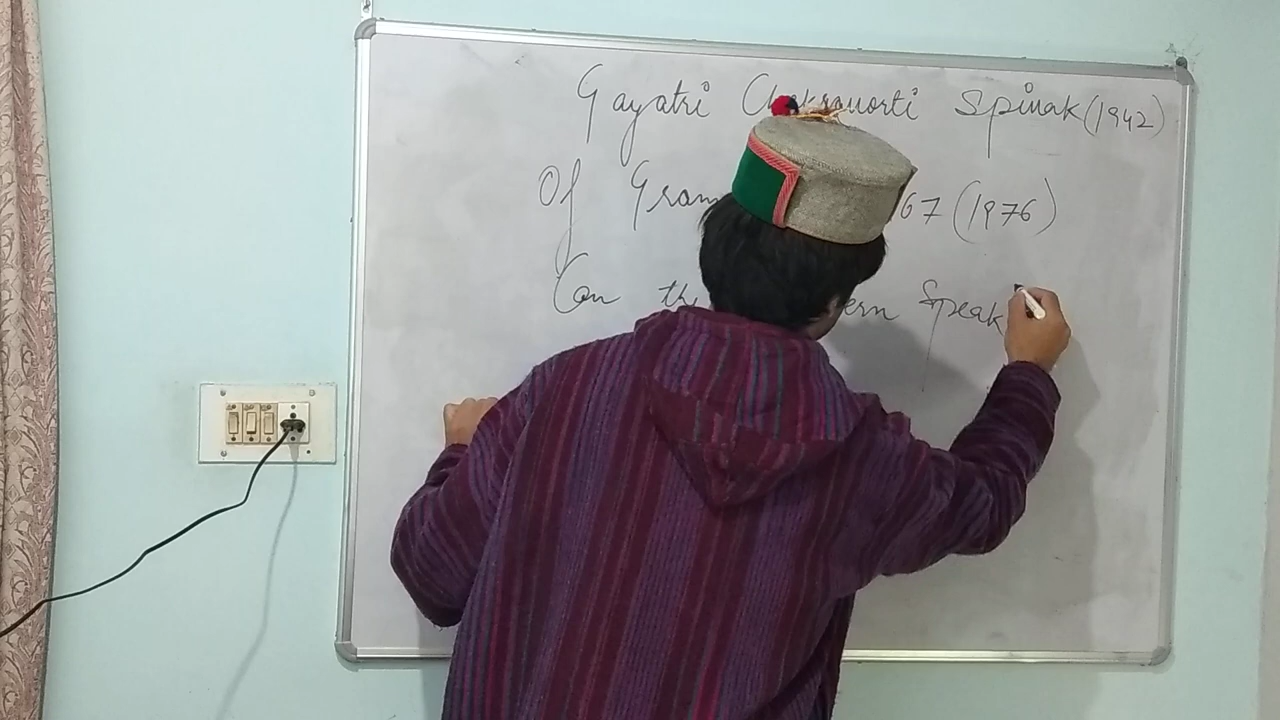 Gayatri Chakravorti Spivak (1942)
Of Gram 67 (1976)
Can th ern Speak